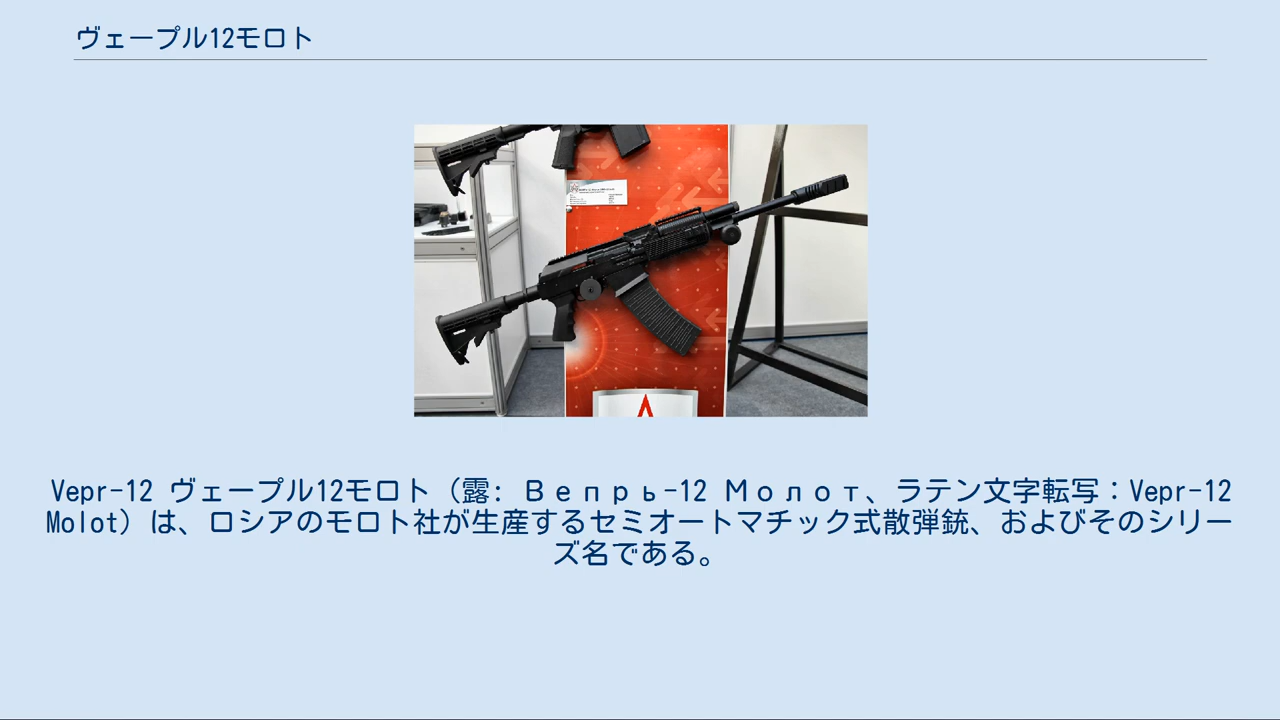 ヴェープル12モロト
Vepr-12 ヴェープル12モロト（露: Вепрь-12 Молот、ラテン文字転写：Vepr-12
Molot）は、ロシアのモロト社が生産するセミオートマチック式散弾銃、およびそのシリー
ズ名である。